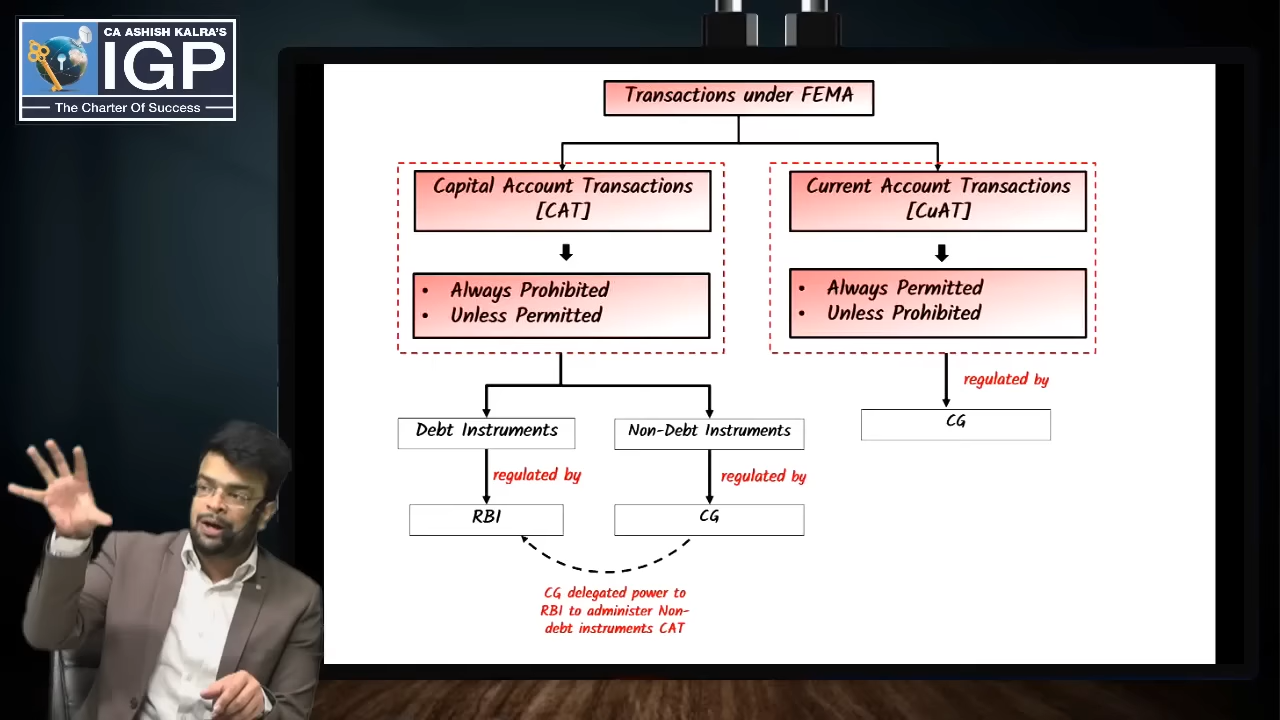 CA ASHISH KALRA'S
IGP
The Charter Of Success
Transactions under FEMA
Capital Account Transactions
[CAT]
Current Account Transactions
[CuAT]
• Always Prohibited
• Unless Permitted
• Always Permitted
• Unless Prohibited
regulated by
CG
Debt Instruments
Non-Debt Instruments
regulated by
regulated by
RBI
CG
CG delegated power to
RBI to administer Non-
debt instruments CAT